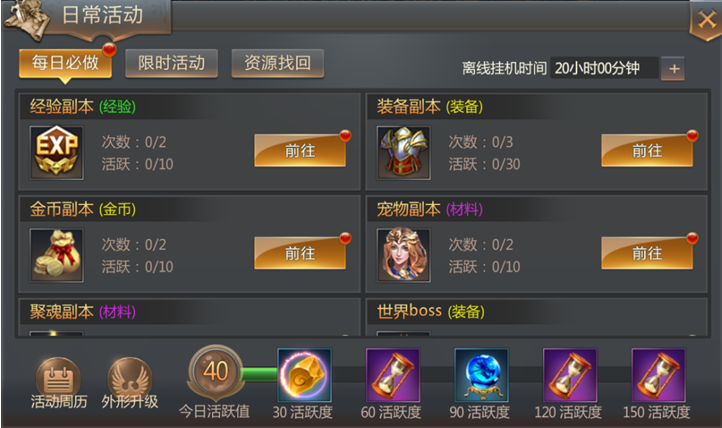 日常活动
每日必做
限时活动
资源找回
离线挂机时间 20小时00分钟 +
经验副本 (经验)
EXP
次数：0/2
活跃：0/10
前往
装备副本 (装备)
次数：0/3
活跃：0/30
前往
金币副本 (金币)
次数：0/2
活跃：0/10
前往
宠物副本 (材料)
次数：0/2
活跃：0/10
前往
聚魂副本 (材料)
世界boss (装备)
活动周历
外形升级
40
今日活跃值
30 活跃度
60 活跃度
90 活跃度
120 活跃度
150 活跃度